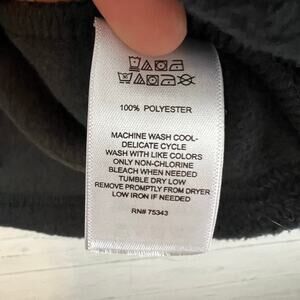 100% POLYESTER
MACHINE WASH COOL-
DELICATE CYCLE
WASH WITH LIKE COLORS
ONLY NON-CHLORINE
BLEACH WHEN NEEDED
TUMBLE DRY LOW
REMOVE PROMPTLY FROM DRYER
LOW IRON IF NEEDED
RN# 75343